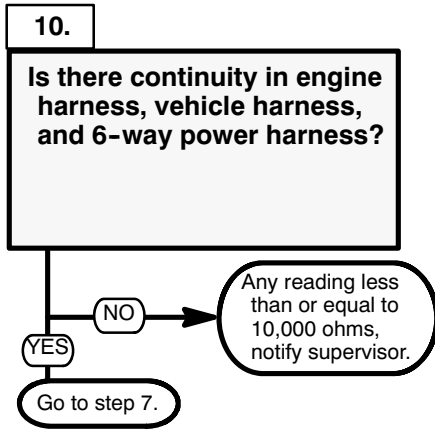 10.
Is there continuity in engine
harness, vehicle harness,
and 6-way power harness?
NO
Any reading less
than or equal to
10,000 ohms,
notify supervisor.
YES
Go to step 7.